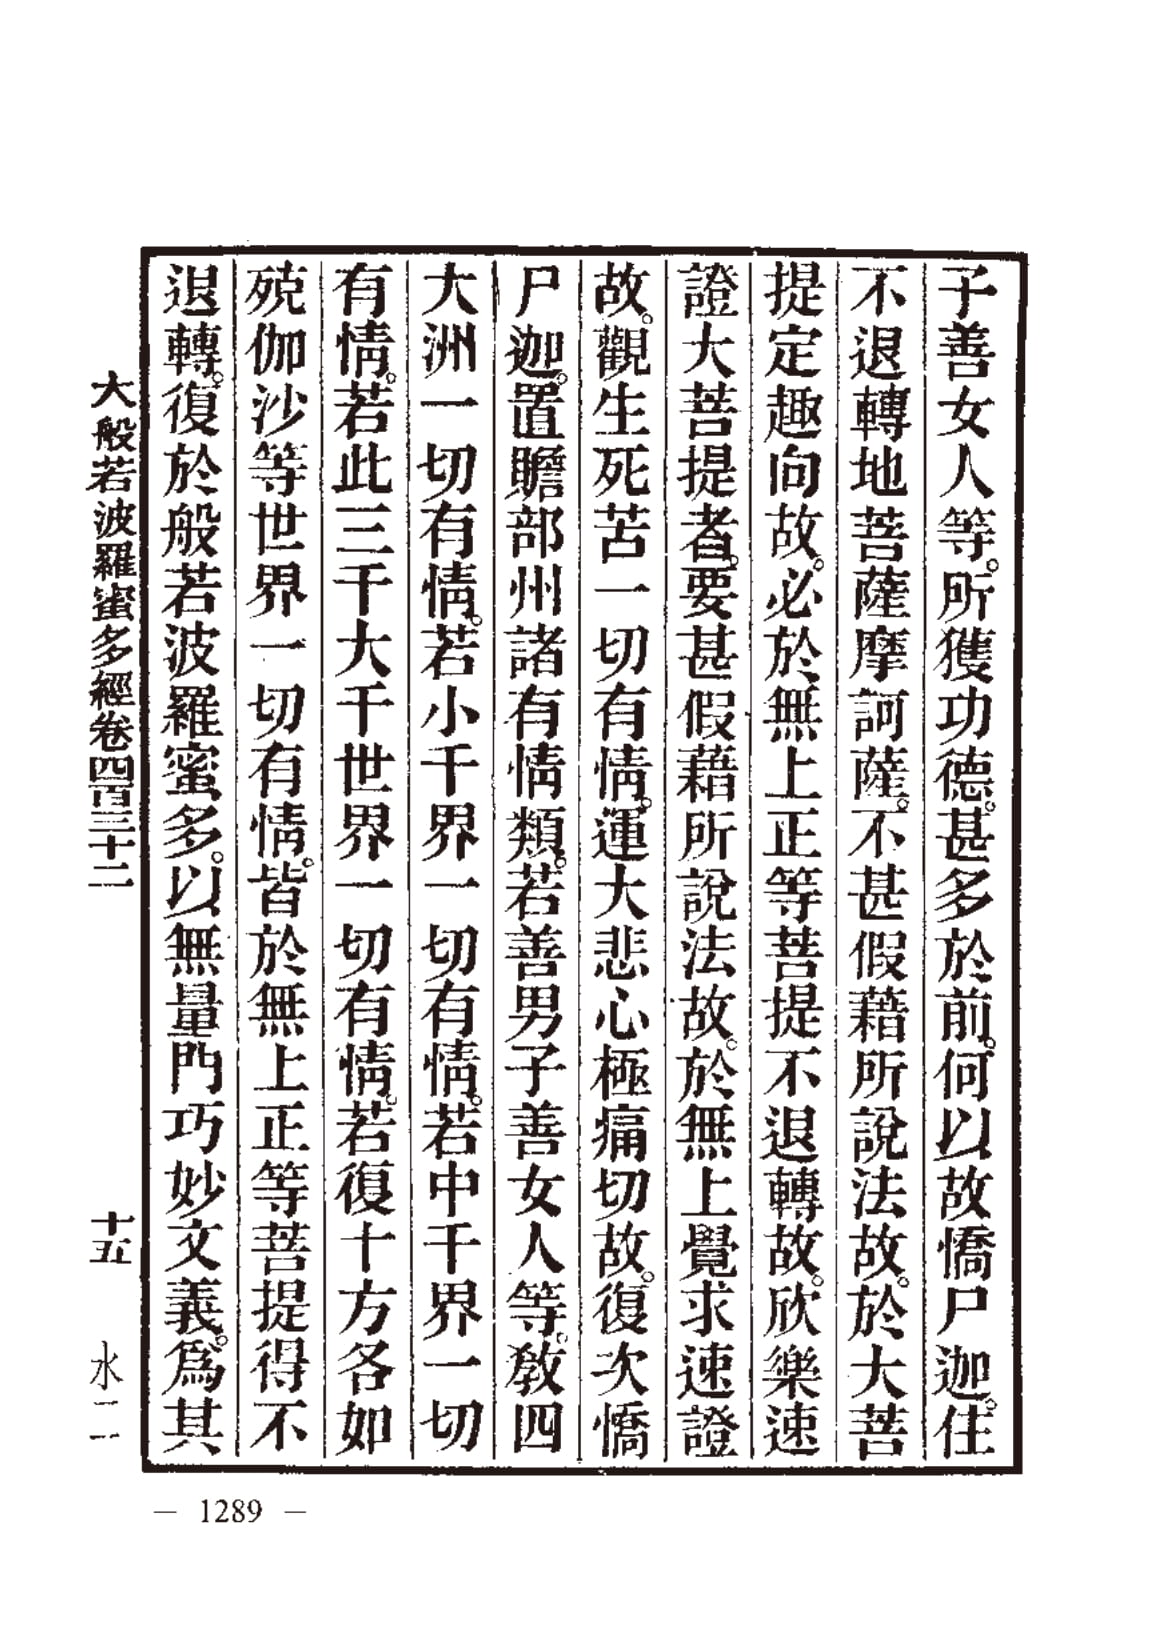 子善女人等。所獲功德。甚多於前。何以故憍尸迦。住
不退轉地菩薩摩訶薩。不甚假藉所說法故。於大菩
提定趣向故。必於無上正等菩提不退轉故。欣樂速
證大菩提者。要甚假藉所說法故。於無上覺求速證
故。觀生死苦一切有情。運大悲心極痛切故。復次憍
尸迦。置贍部州諸有情類。若善男子善女人等。教四
大洲一切有情。若小千界一切有情。若中千界一切
有情。若此三千大千世界一切有情。若復十方各如
殑伽沙等世界一切有情。皆於無上正等菩提得不
退轉。復於般若波羅蜜多。以無量門巧妙文義。爲其
大般若波羅蜜多經卷四百三十二 十五 水二
— 1289 —